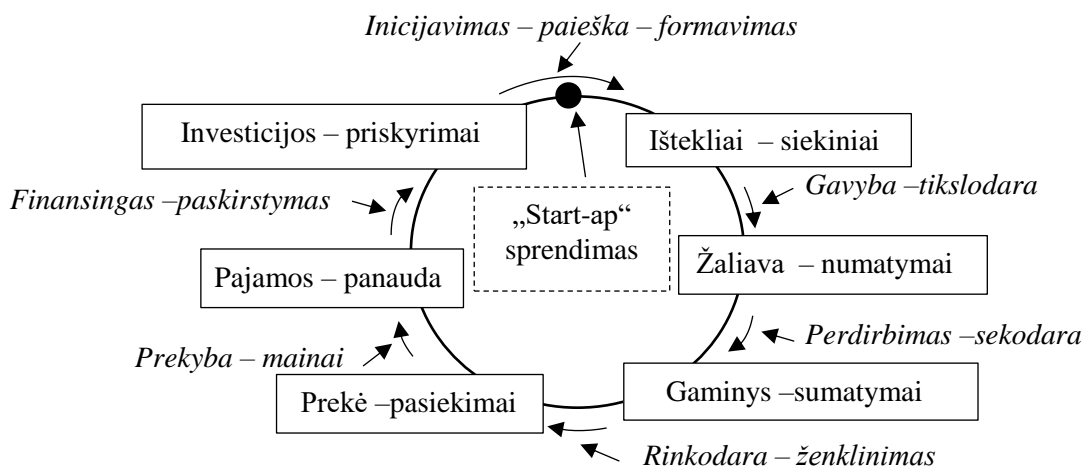 Inicijavimas – paieška – formavimas
Investicijos – priskyrimai
Ištekliai – siekiniai
Finansingas –paskirstymas
Gavyba –tikslodara
„Start-ap“
sprendimas
Pajamos – panauda
Žaliava – numatymai
Prekyba – mainai
Perdirbimas –sekodara
Prekė –pasiekimai
Gaminys –sumatymai
Rinkodara – ženklinimas